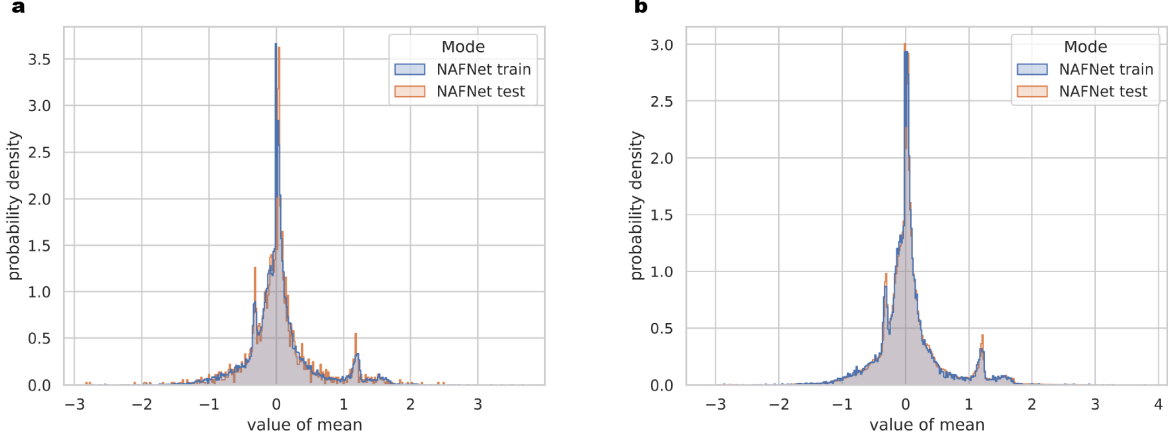 a
Mode
NAFNet train
NAFNet test
probability density
3.5
3.0
2.5
2.0
1.5
1.0
0.5
0.0
−3 −2 −1 0 1 2 3
value of mean
b
Mode
NAFNet train
NAFNet test
probability density
3.0
2.5
2.0
1.5
1.0
0.5
0.0
−3 −2 −1 0 1 2 3 4
value of mean